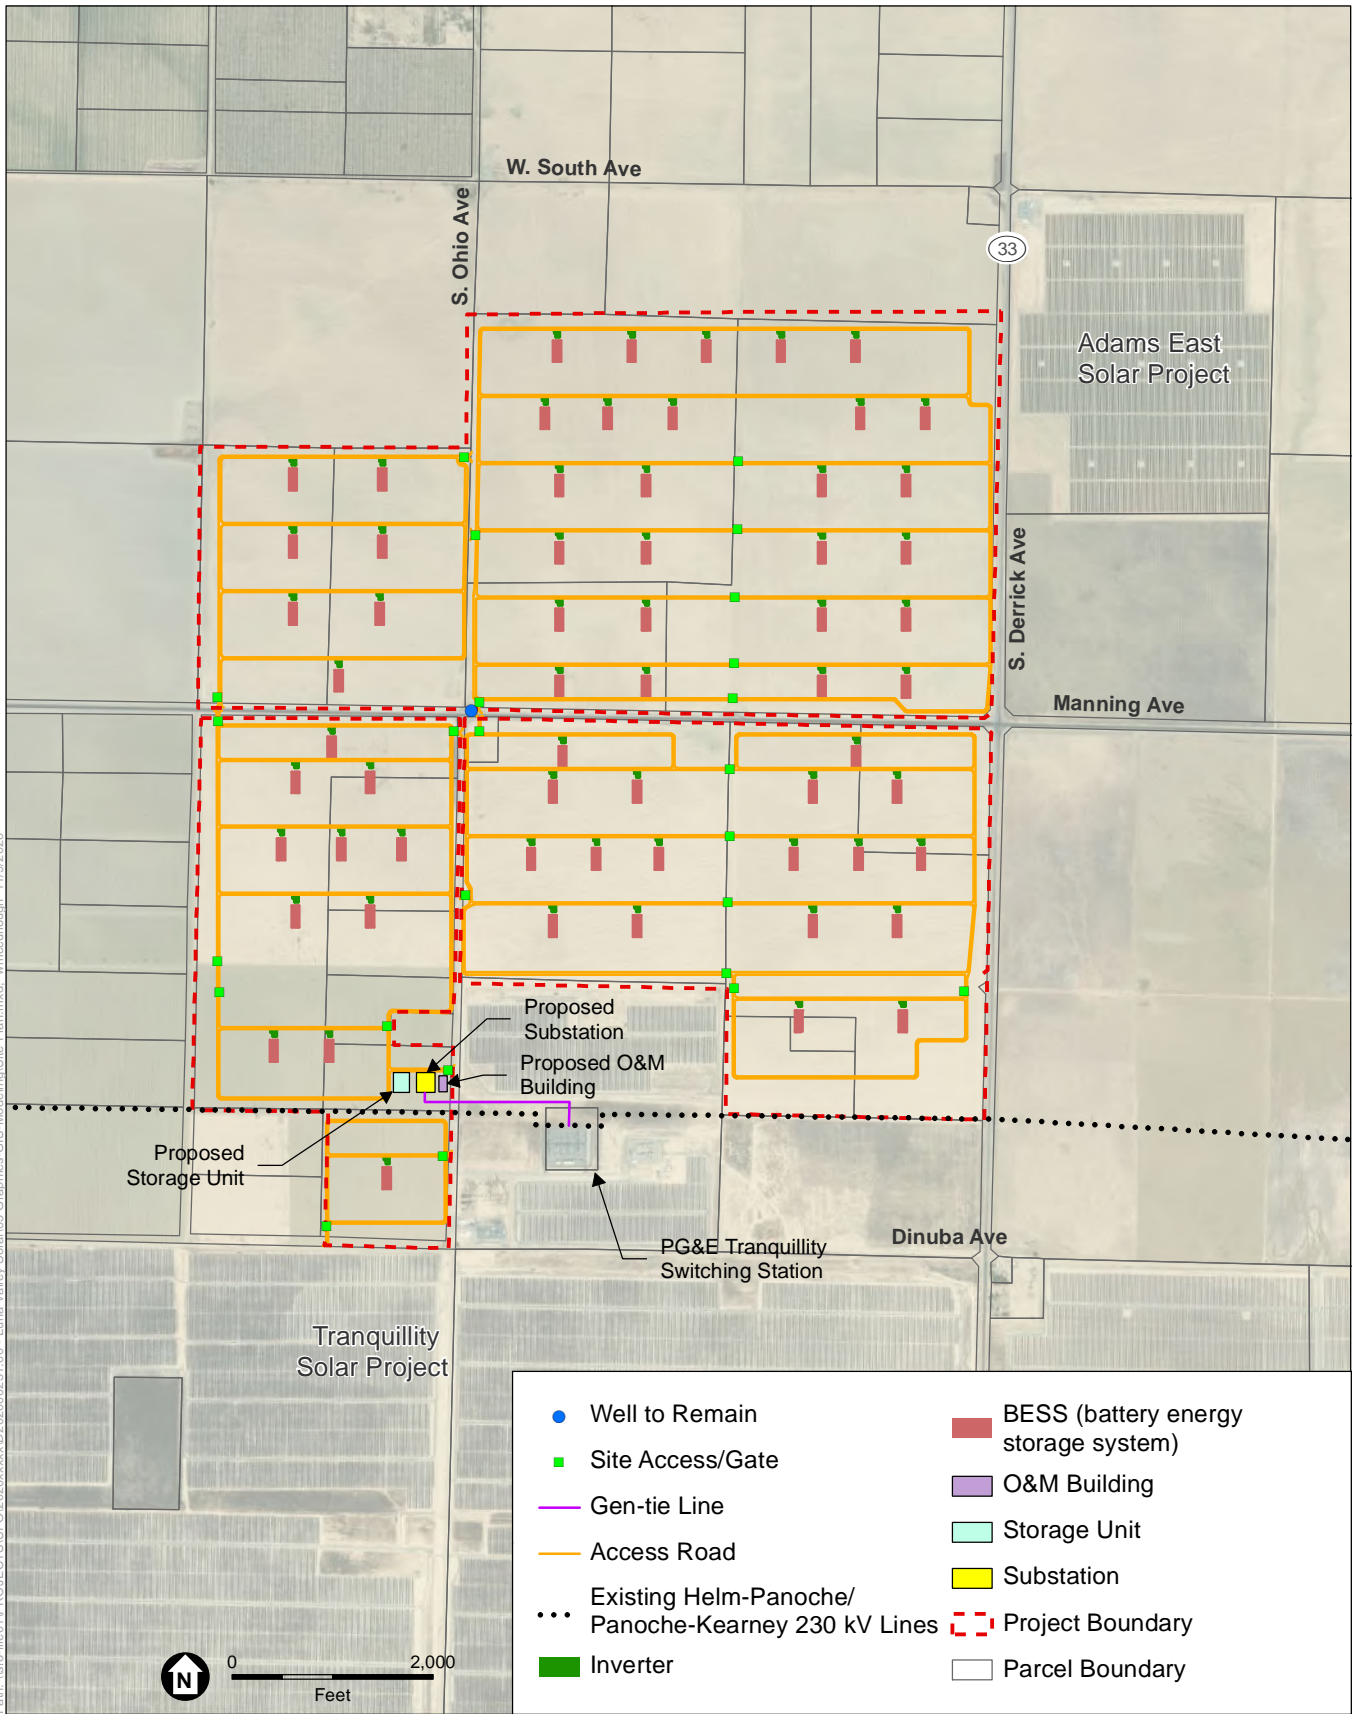 W. South Ave
S. Ohio Ave
33
Adams East
Solar Project
S. Derrick Ave
Manning Ave
Proposed
Substation
Proposed O&M
Building
Proposed
Storage Unit
PG&E Tranquillity
Switching Station
Dinuba Ave
Tranquillity
Solar Project
Well to Remain
Site Access/Gate
Gen-tie Line
Access Road
Existing Helm-Panoche/
Panoche-Kearney 230 kV Lines
Inverter
BESS (battery energy
storage system)
O&M Building
Storage Unit
Substation
Project Boundary
Parcel Boundary
N
0 2,000
Feet